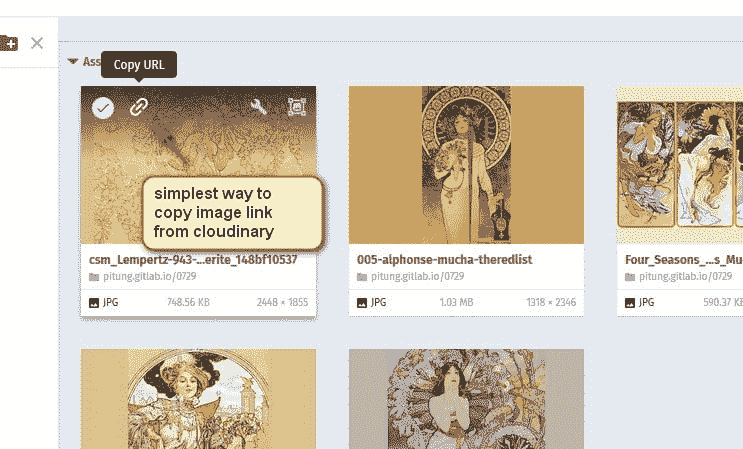 Ass
Copy URL
simplest way to
copy image link
from cloudinary
csm_Lempertz-943-...erite_148bf10537
pitung.gitlab.io/0729
JPG 748.56 KB 2448 × 1855
005-alphonse-mucha-theredlist
pitung.gitlab.io/0729
JPG 1.03 MB 1318 × 2346
Four_Seasons_...s_Mu
pitung.gitlab.io/0729
JPG 590.37 K